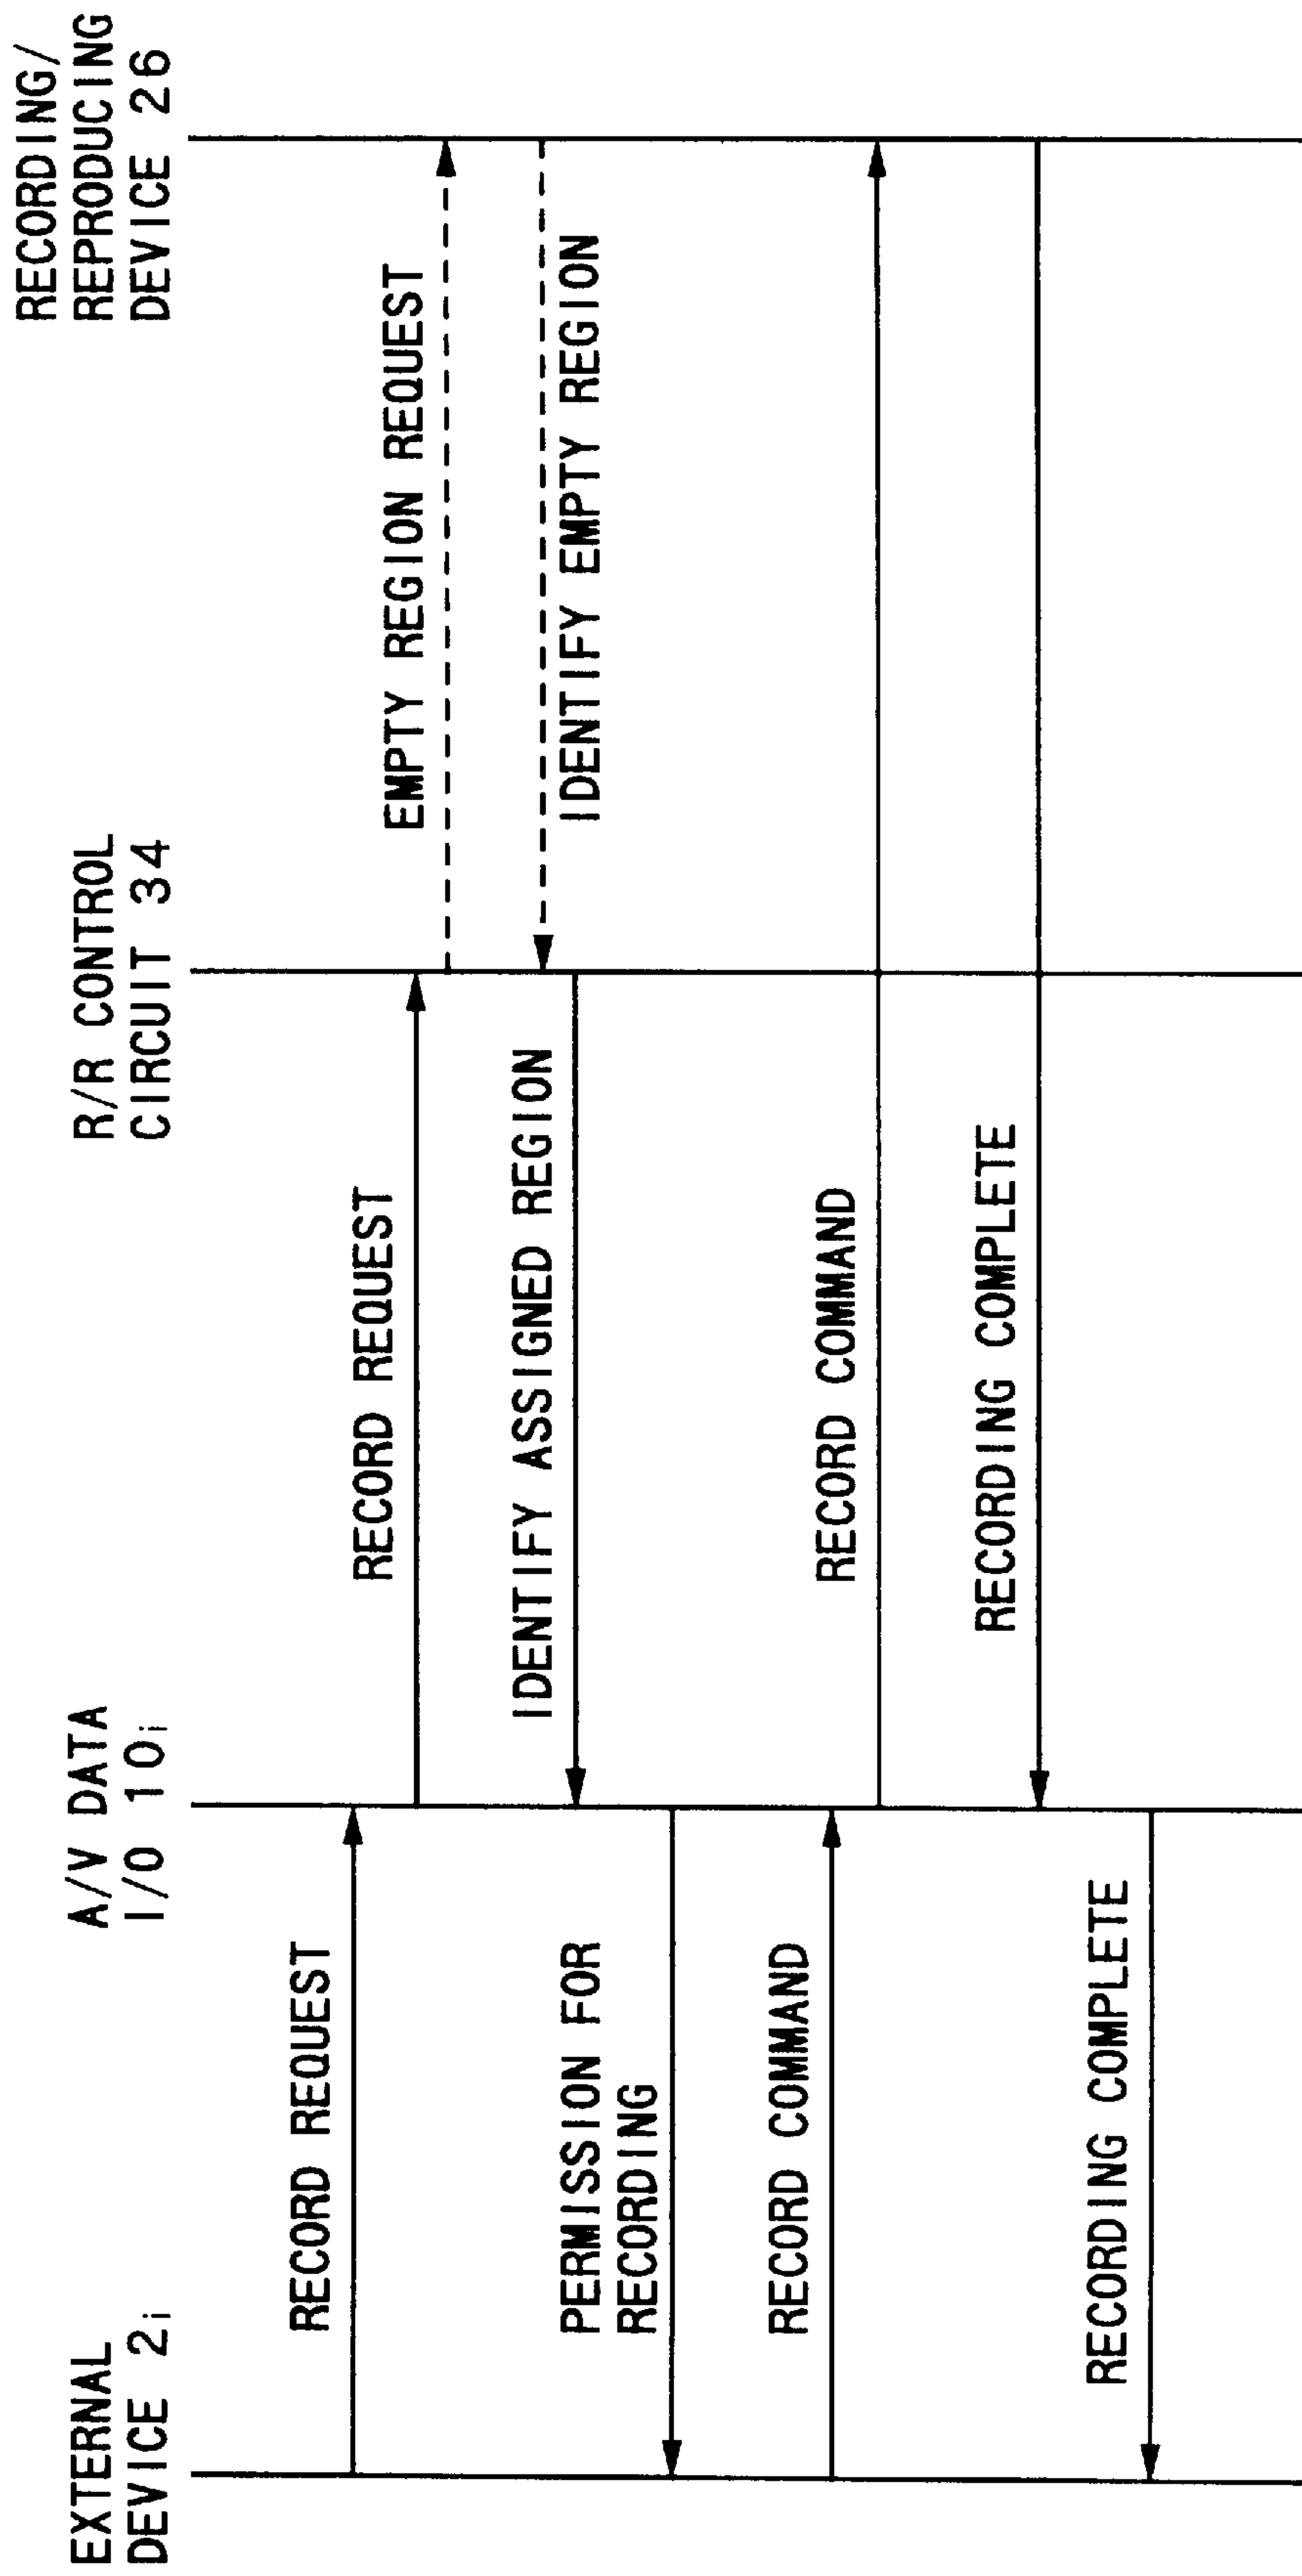 EXTERNAL
DEVICE 2i
A/V DATA
I/O 10i
R/R CONTROL
CIRCUIT 34
RECORDING/
REPRODUCING
DEVICE 26
RECORD REQUEST
RECORD REQUEST
EMPTY REGION REQUEST
IDENTIFY EMPTY REGION
IDENTIFY ASSIGNED REGION
PERMISSION FOR
RECORDING
RECORD COMMAND
RECORD COMMAND
RECORDING COMPLETE
RECORDING COMPLETE